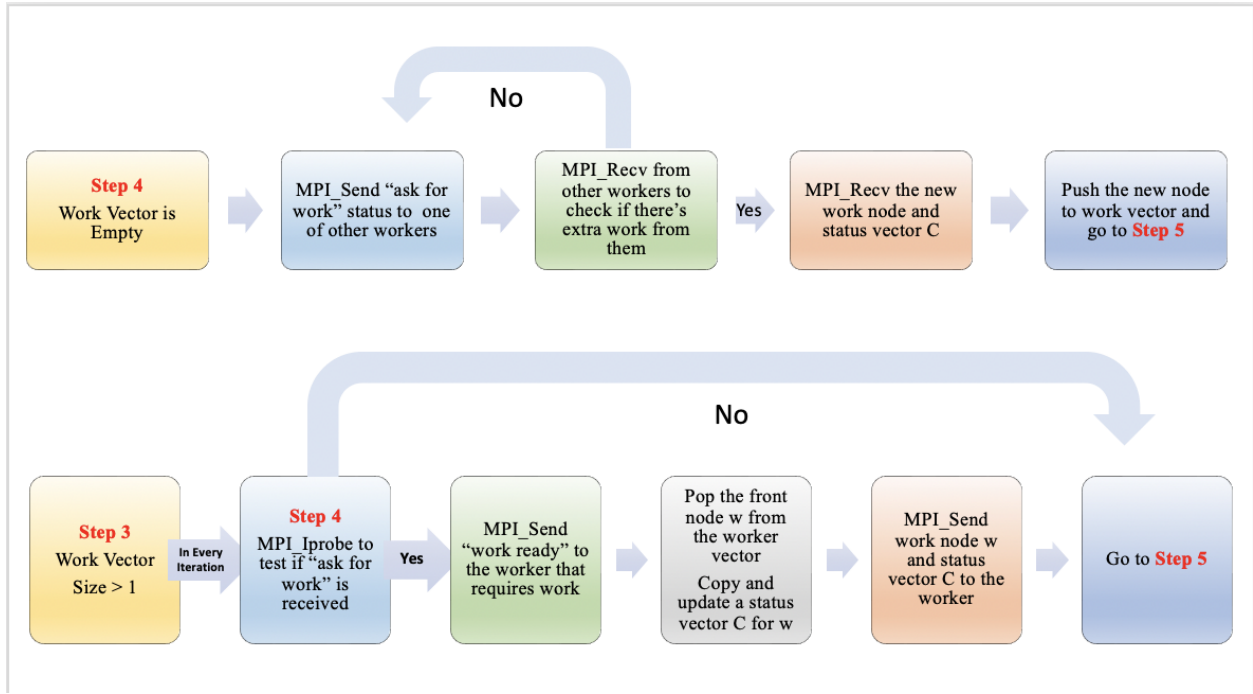 No
Step 4
Work Vector is
Empty
MPI_Send “ask for
work” status to one
of other workers
MPI_Recv from
other workers to
check if there’s
extra work from
them
Yes
MPI_Recv the new
work node and
status vector C
Push the new node
to work vector and
go to Step 5
No
Step 3
Work Vector
Size > 1
In Every
Iteration
Step 4
MPI_Iprobe to
test if “ask for
work” is
received
Yes
MPI_Send
“work ready” to
the worker that
requires work
Pop the front
node w from
the worker
vector
Copy and
update a status
vector C for w
MPI_Send
work node w
and status
vector C to the
worker
Go to Step 5